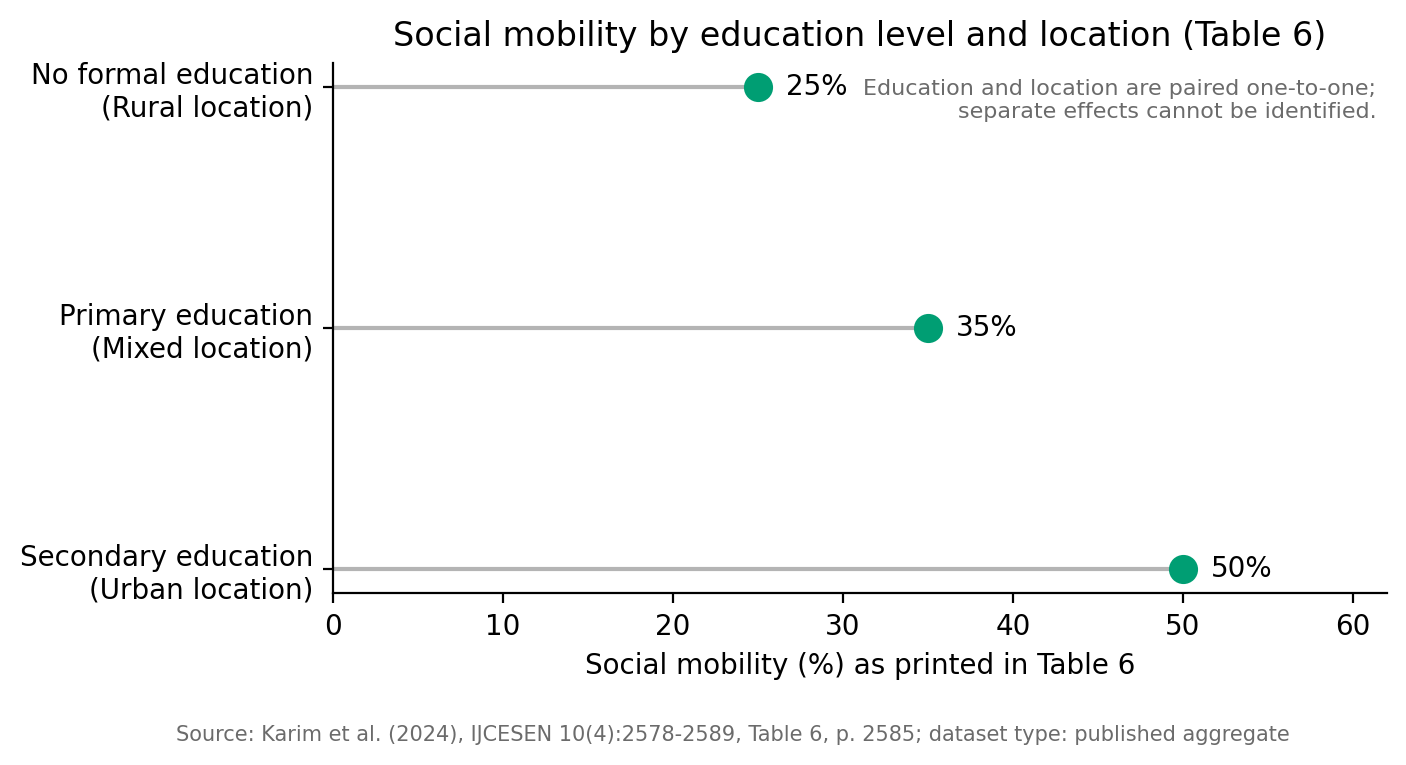 Social mobility by education level and location (Table 6)
No formal education
(Rural location)
25%
Education and location are paired one-to-one;
separate effects cannot be identified.
Primary education
(Mixed location)
35%
Secondary education
(Urban location)
50%
0 10 20 30 40 50 60
Social mobility (%) as printed in Table 6
Source: Karim et al. (2024), IJCESEN 10(4):2578-2589, Table 6, p. 2585; dataset type: published aggregate